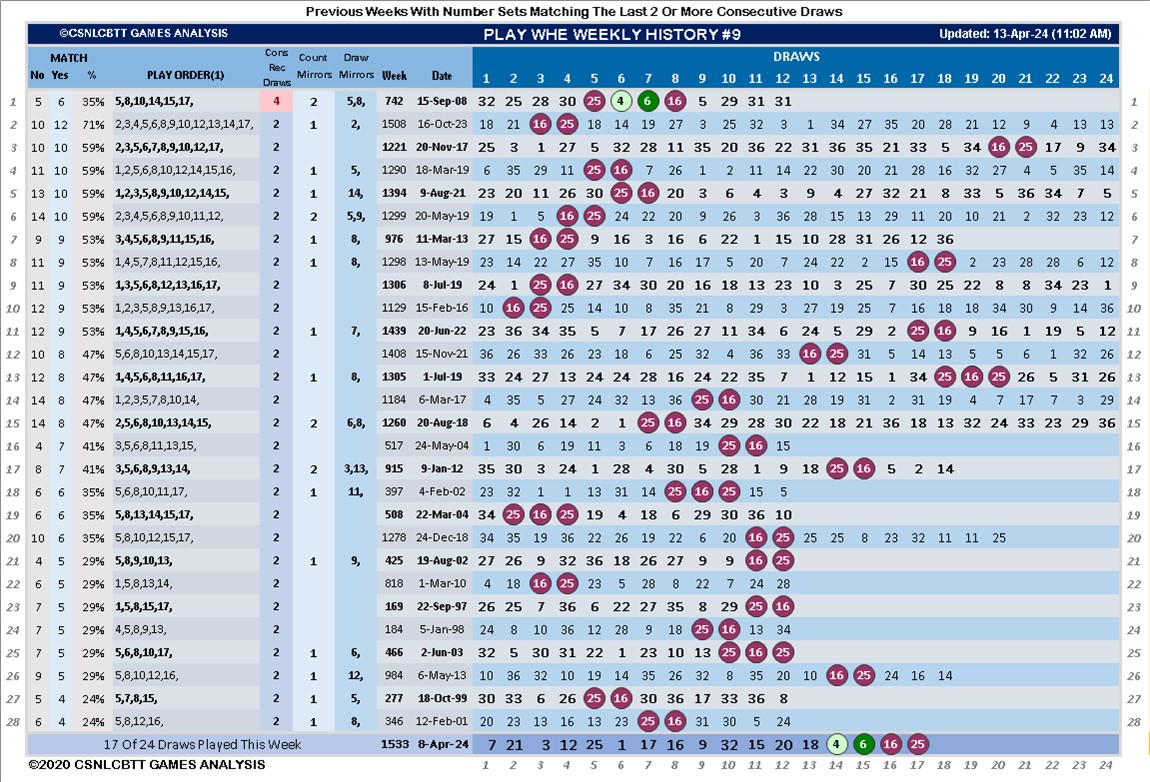 Previous Weeks With Number Sets Matching The Last 2 Or More Consecutive Draws
©CSNLCBTT GAMES ANALYSIS PLAY WHE WEEKLY HISTORY #9 Updated: 13-Apr-24 (11:02 AM)
MATCH Cons Rec Draws Count Mirrors Draw Mirrors DRAWS
No Yes % PLAY ORDER(1) Week Date 1 2 3 4 5 6 7 8 9 10 11 12 13 14 15 16 17 18 19 20 21 22 23 24
1 5 6 35% 5,8,10,14,15,17, 4 2 5,8, 742 15-Sep-08 32 25 28 30 25 4 6 16 5 29 31 31 1
2 10 12 71% 2,3,4,5,6,8,9,10,12,13,14,17, 2 1 2, 1508 16-Oct-23 18 21 16 25 18 14 19 27 3 25 32 3 1 34 27 35 20 28 21 12 9 4 13 13 2
3 10 10 59% 2,3,5,6,7,8,9,10,12,17, 2 1221 20-Nov-17 25 3 1 27 5 32 28 11 35 20 36 22 31 36 35 21 33 5 34 16 21 17 9 34 3
4 11 10 59% 1,2,5,6,8,10,12,14,15,16, 2 1 5, 1290 18-Mar-19 6 35 29 11 25 16 7 26 1 2 11 14 22 30 20 21 28 16 32 27 4 5 35 14 4
5 13 10 59% 1,2,3,5,8,9,10,12,14,15, 2 1 14, 1394 9-Aug-21 23 20 11 26 30 25 16 20 3 6 4 3 9 4 27 32 21 8 33 5 36 34 7 5 5
6 14 10 59% 2,3,4,5,6,8,9,10,11,12, 2 2 5,9, 1299 20-May-19 19 1 5 16 25 24 22 20 9 26 3 36 28 15 13 29 11 20 10 21 2 32 23 12 6
7 9 9 53% 3,4,5,6,8,9,11,15,16, 2 1 8, 976 11-Mar-13 27 15 16 25 9 16 3 16 6 22 1 15 10 28 31 26 12 36 7
8 11 9 53% 1,4,5,7,8,11,12,15,16, 2 1 8, 1298 13-May-19 23 14 22 27 35 10 7 16 17 5 20 7 24 22 2 15 16 25 2 23 28 28 6 12 8
9 11 9 53% 1,3,5,6,8,12,13,16,17, 2 1306 8-Jul-19 24 1 25 16 27 34 30 20 16 18 13 23 10 3 25 7 30 25 22 8 8 34 23 1 9
10 12 9 53% 1,2,3,5,8,9,13,16,17, 2 1129 15-Feb-16 10 16 25 25 14 10 8 35 21 8 29 3 27 19 25 7 16 18 18 34 30 9 14 36 10
11 12 9 53% 1,4,5,6,7,8,9,15,16, 2 1 7, 1439 20-Jun-22 23 36 34 35 5 7 17 26 27 11 34 6 24 5 29 2 25 16 9 16 1 19 5 12 11
12 10 8 47% 5,6,8,10,13,14,15,17, 2 1408 15-Nov-21 36 26 33 26 23 18 6 25 32 4 36 33 16 25 31 5 14 13 5 5 6 1 32 26 12
13 12 8 47% 1,4,5,6,8,11,16,17, 2 1 8, 1305 1-Jul-19 33 24 27 13 24 24 28 16 24 22 35 7 1 12 15 1 34 25 16 25 26 5 31 26 13
14 14 8 47% 1,2,3,5,7,8,10,14, 2 1184 6-Mar-17 4 35 5 27 24 32 13 36 25 16 30 21 28 19 31 2 31 19 4 7 17 7 3 29 14
15 14 8 47% 2,5,6,8,10,13,14,15, 2 2 6,8, 1260 20-Aug-18 6 4 26 14 2 1 25 16 34 29 28 30 22 18 21 36 18 13 32 24 33 23 29 36 15
16 4 7 41% 3,5,6,8,11,13,15, 2 517 24-May-04 1 30 6 19 11 3 6 18 19 25 16 15 16
17 8 7 41% 3,5,6,8,9,13,14, 2 2 3,13, 915 9-Jan-12 35 30 3 24 1 28 4 30 5 28 1 9 18 25 16 5 2 14 17
18 6 6 35% 5,6,8,10,11,17, 2 1 11, 397 4-Feb-02 23 32 1 1 13 31 14 25 16 25 15 5 18
19 6 6 35% 5,8,13,14,15,17, 2 508 22-Mar-04 34 25 16 25 19 4 18 6 29 30 36 10 19
20 10 6 35% 5,8,10,12,15,17, 2 1278 24-Dec-18 34 35 19 36 22 26 19 22 6 20 16 25 25 25 8 23 32 11 11 25 20
21 4 5 29% 5,8,9,10,13, 2 1 9, 425 19-Aug-02 22 21 9 32 36 18 26 27 9 9 16 25 21
22 6 5 29% 1,5,8,13,14, 2 818 1-Mar-10 4 18 16 25 23 5 28 8 22 7 24 28 22
23 7 5 29% 1,5,8,15,17, 2 169 22-Sep-97 26 25 7 36 6 22 27 35 8 29 25 16 23
24 7 5 29% 4,5,8,9,13, 2 184 5-Jan-98 24 8 10 36 12 28 9 18 25 16 13 34 24
25 7 5 29% 5,6,8,10,17, 2 1 6, 466 2-Jun-03 32 5 30 31 22 1 23 10 13 25 16 25 25
26 9 5 29% 5,8,10,12,16, 2 1 12, 984 6-May-13 10 36 32 10 19 14 35 26 32 8 35 20 10 16 25 24 16 14 26
27 5 4 24% 5,7,8,15, 2 1 5, 277 18-Oct-99 30 33 6 26 25 16 30 36 17 33 36 8 27
28 6 4 24% 5,8,12,16, 2 1 8, 346 12-Feb-01 20 23 13 16 13 23 25 16 31 30 5 24 28
17 Of 24 Draws Played This Week 1533 8-Apr-24 7 21 3 12 25 1 17 16 9 32 15 20 18 4 6 16 25
©2020 CSNLCBTT GAMES ANALYSIS 1 2 3 4 5 6 7 8 9 10 11 12 13 14 15 16 17 18 19 20 21 22 23 24